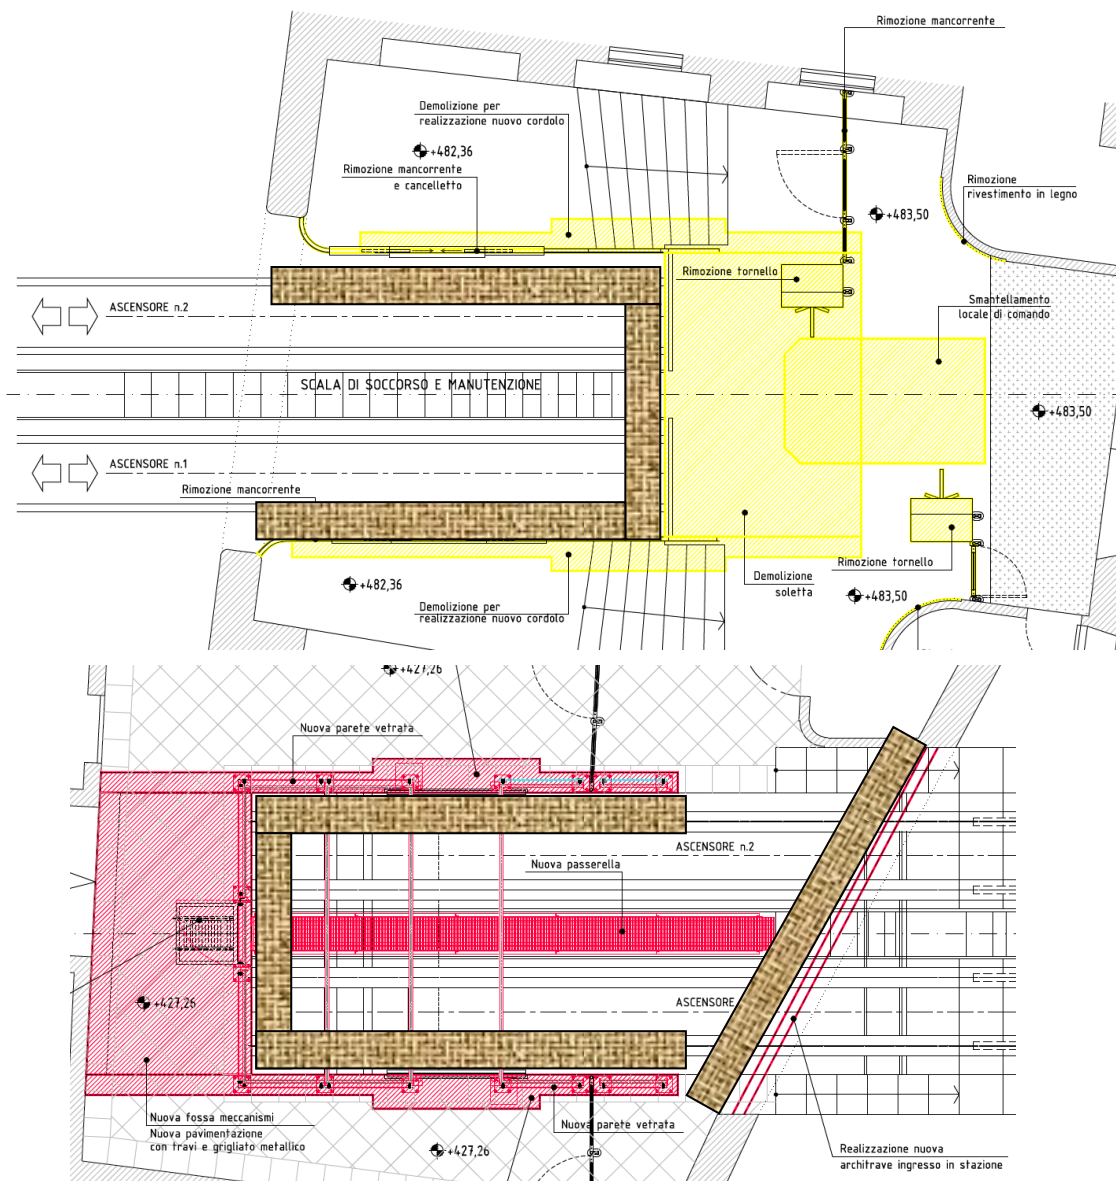 Rimozione mancorrente
Demolizione per
realizzazione nuovo cordolo
+482,36
Rimozione mancorrente
e cancelletto
Rimozione
rivestimento in legno
+483,50
Rimozione tornello
Smantellamento
locale di comando
ASCENSORE n.2
SCALA DI SOCCORSO E MANUTENZIONE
+483,50
ASCENSORE n.1
Rimozione mancorrente
Rimozione tornello
Demolizione
soletta
+482,36
+483,50
Demolizione per
realizzazione nuovo cordolo
+427,26
Nuova parete vetrata
ASCENSORE n.2
Nuova passerella
+427,26
ASCENSORE
Nuova fossa meccanismi
Nuova pavimentazione
con travi e grigliato metallico
Nuova parete vetrata
+427,26
Realizzazione nuova
architrave ingresso in stazione